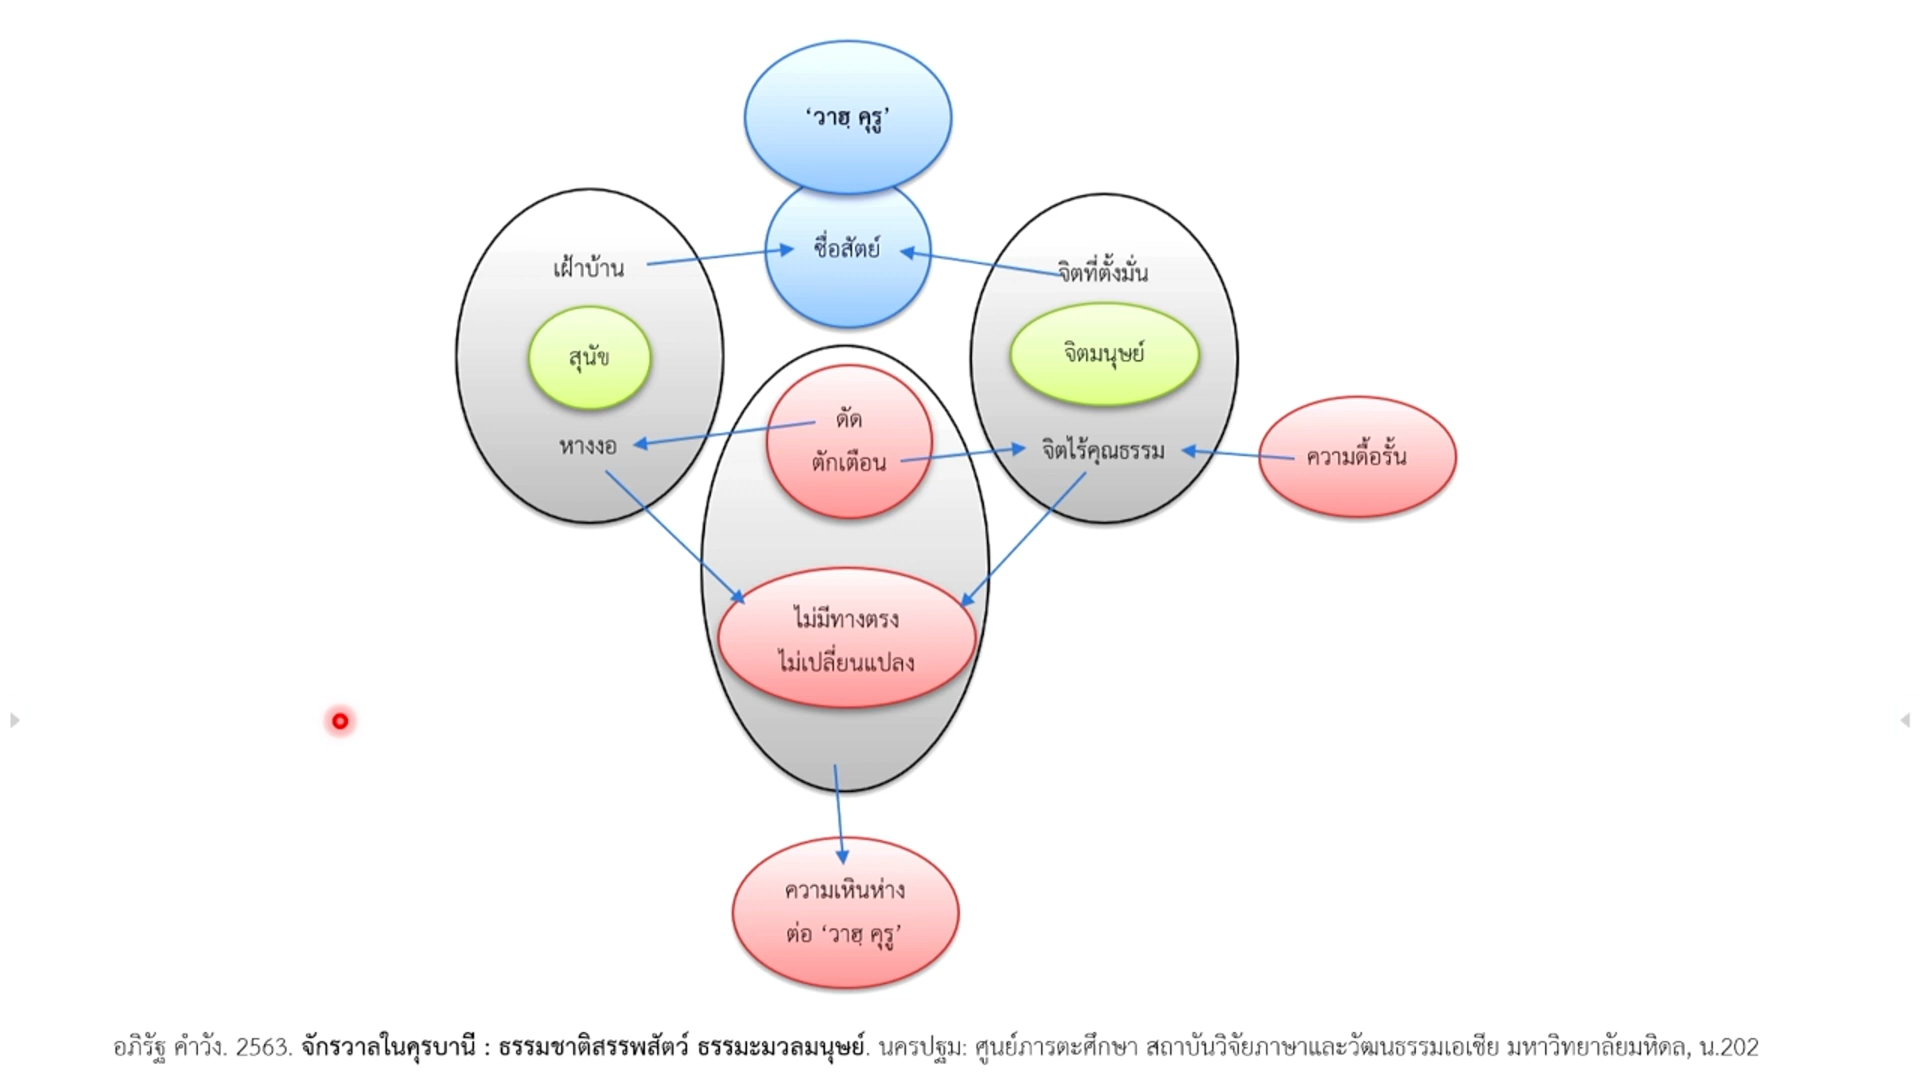 ‘วาฮฺ คุรู’
ซื่อสัตย์
เฝ้าบ้าน
จิตที่ตั้งมั่น
สุนัข
จิตมนุษย์
ดัด
ตักเตือน
หางงอ
จิตไร้คุณธรรม
ความดื้อรั้น
ไม่มีทางตรง
ไม่เปลี่ยนแปลง
ความเหินห่าง
ต่อ ‘วาฮฺ คุรู’
อภิรัฐ คำวัง. 2563. จักรวาลในคุรบานี : ธรรมชาติสรรพสัตว์ ธรรมะมวลมนุษย์. นครปฐม: ศูนย์ภารตะศึกษา สถาบันวิจัยภาษาและวัฒนธรรมเอเชีย มหาวิทยาลัยมหิดล, น.202